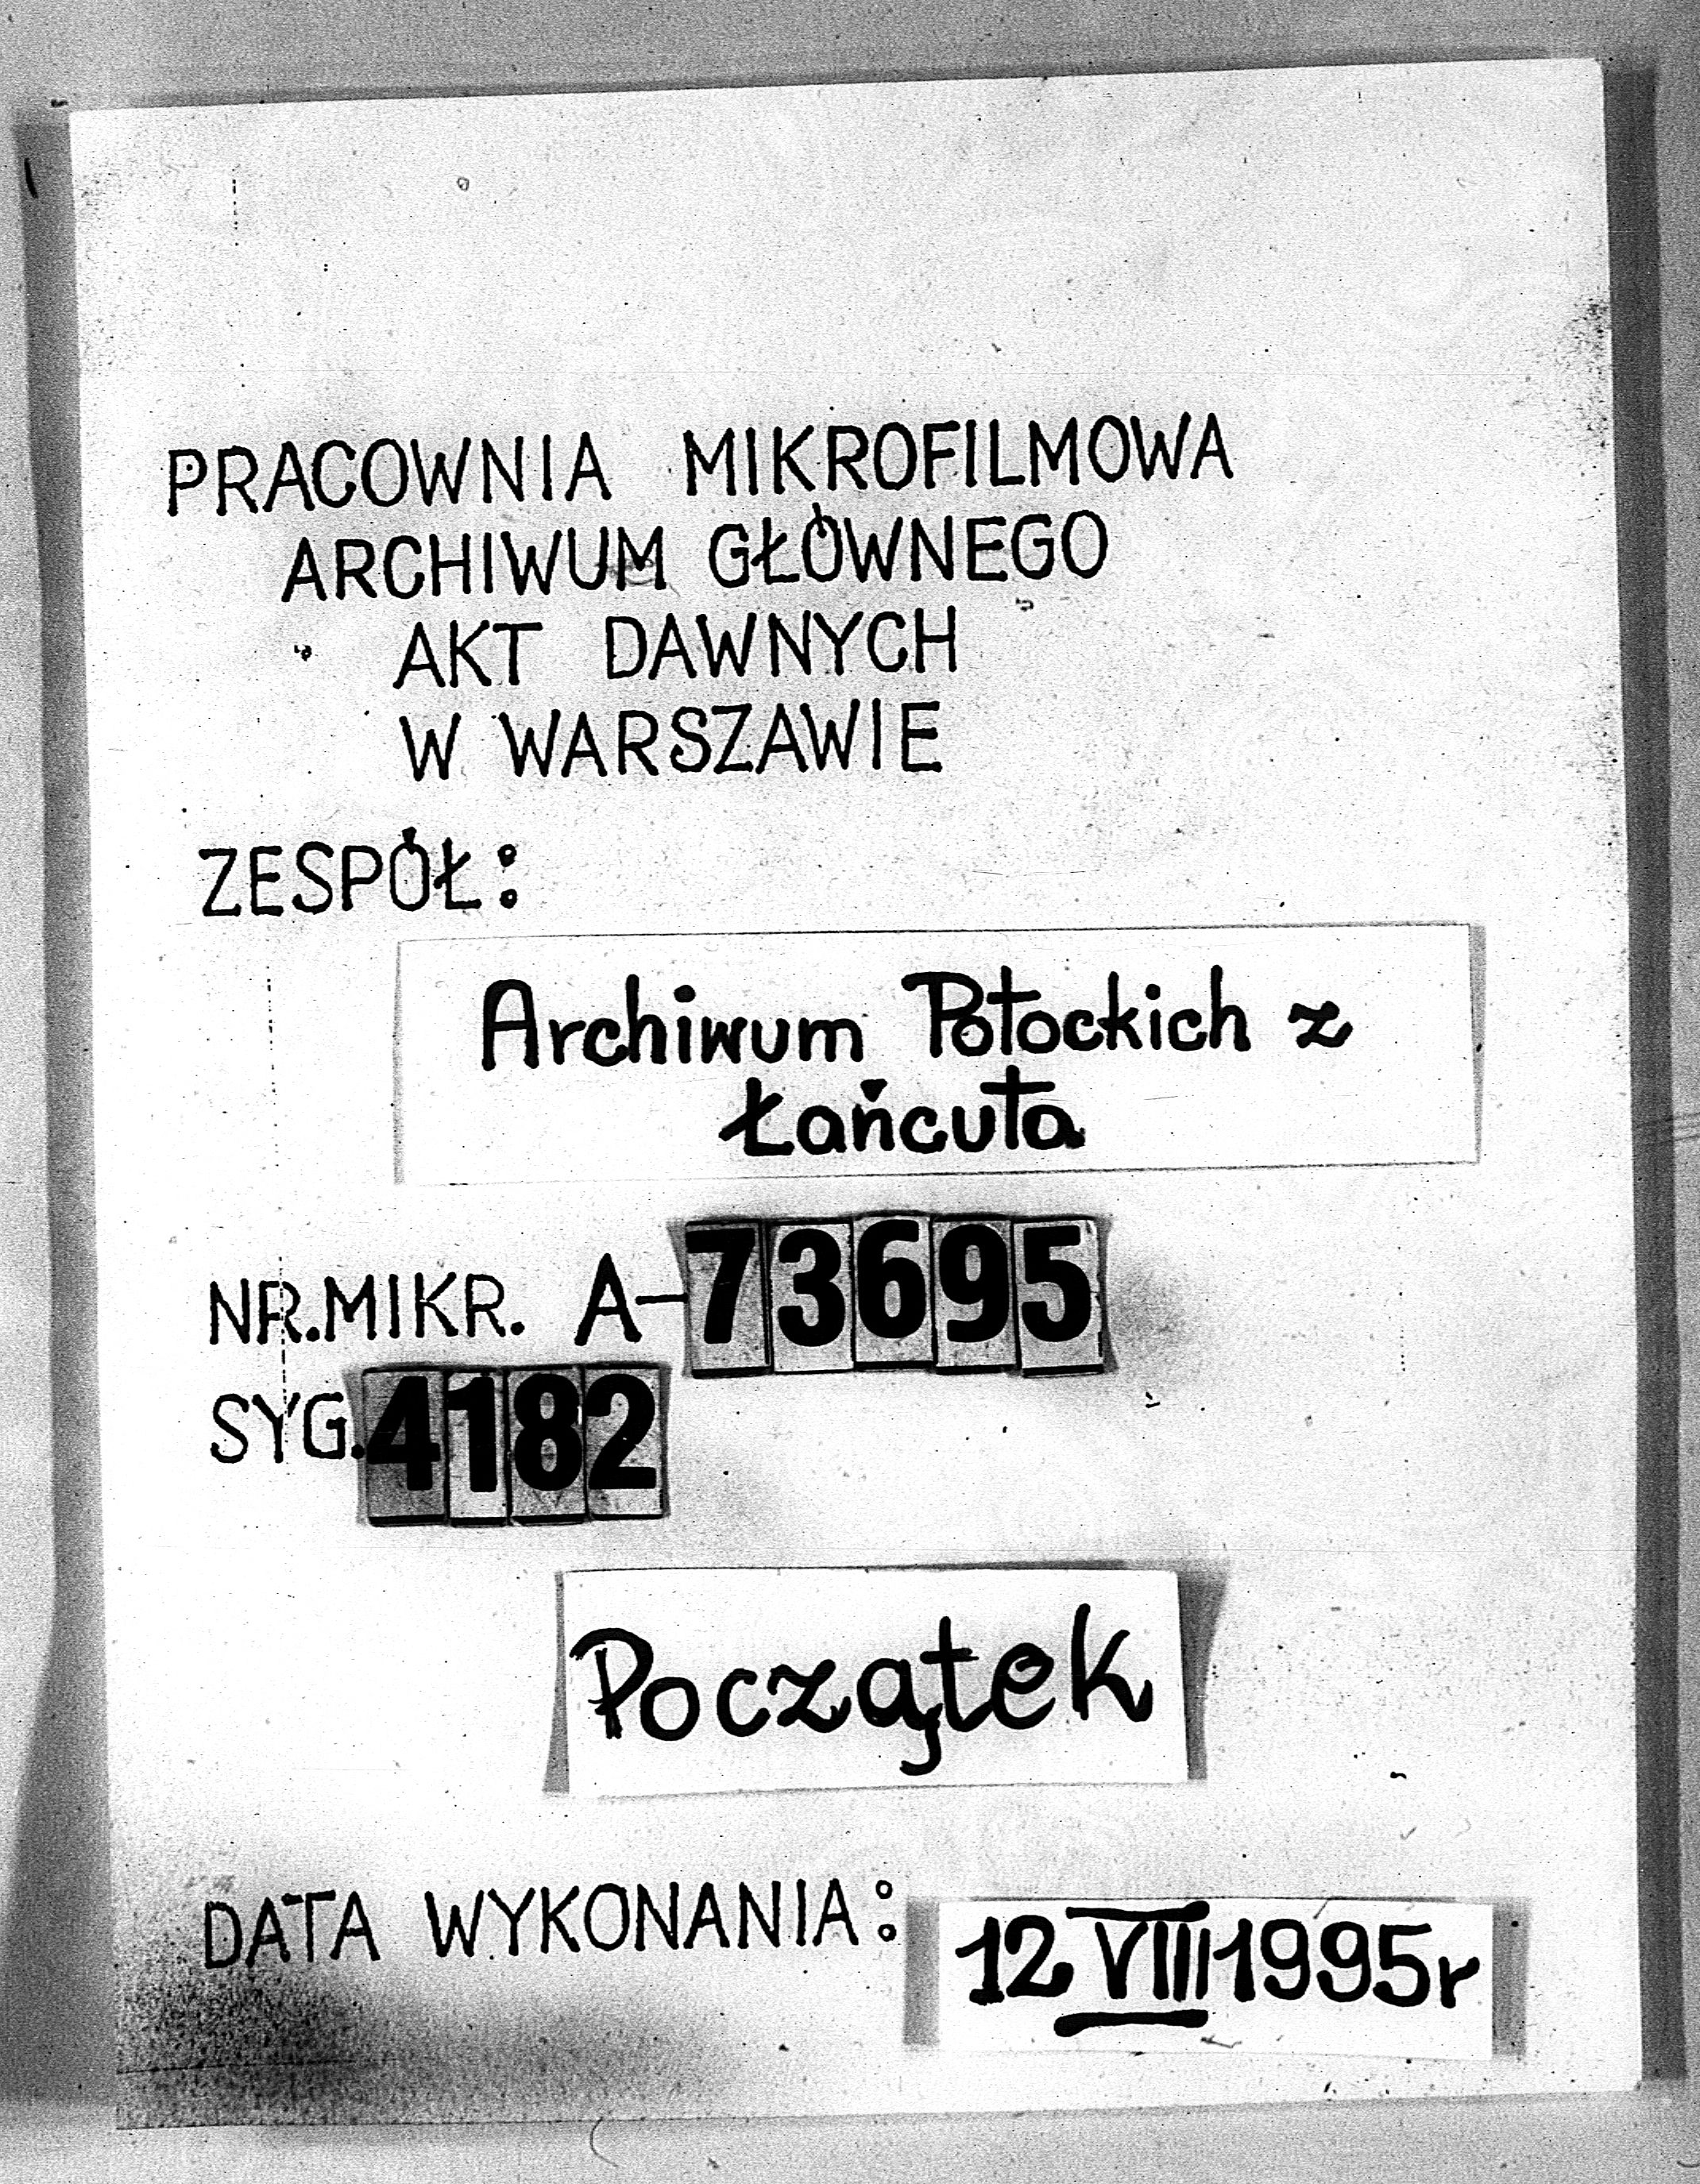 PRACOWNIA MIKROFILMOWA
ARCHIWUM GŁÓWNEGO
AKT DAWNYCH
W WARSZAWIE
ZESPÓŁ:
Archiwum Potockich z
Łańcuta
NR.MIKR. A-73695
SYG.4182
Początek
DATA WYKONANIA: 12 VIII 1995r